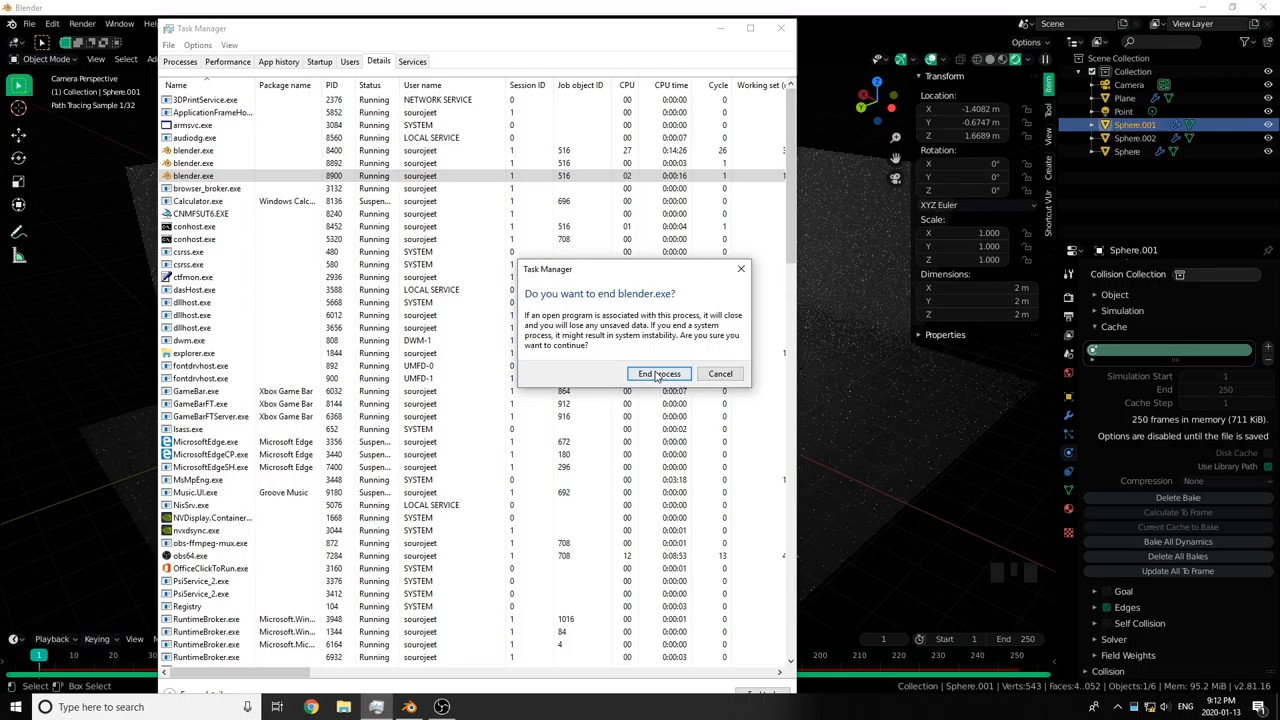 Blender
File Edit Render Window
Scene
View Layer
Object Mode
View Select
Options
Camera Perspective
(1) Collection | Sphere.001
Path Tracing Sample 1/32
Task Manager
File Options View
Processes Performance App history Startup Users Details Services
Name Package name PID Status User name Session ID Job object ID CPU CPU time Cycle Working set (
3DPrintService.exe 2376 Running NETWORK SERVICE 0 00 0:00:00 0
ApplicationFrameHo... 5852 Running sourojeet 1 00 0:00:00 0
armsvc.exe 3084 Running SYSTEM 0 00 0:00:00 0
audiodg.exe 8560 Running LOCAL SERVICE 0 00 0:00:07 0
blender.exe 8400 Running sourojeet 1 516 27 0:14:26 26
blender.exe 8892 Running sourojeet 1 516 00 0:00:03 1
blender.exe 8900 Running sourojeet 1 516 02 0:00:16 1
browser_broker.exe 3132 Running sourojeet 1 00 0:00:00 0
Calculator.exe Windows Calc... 8136 Suspen... sourojeet 1 696 00 0:00:00 0
CNMFSUT6.EXE 8240 Running sourojeet 1 00 0:00:00 0
conhost.exe 8452 Running sourojeet 1 516 01 0:00:04 1
conhost.exe 5320 Running sourojeet 1 708 00 0:00:00 0
csrss.exe 480 Running SYSTEM 0 00 0:00:00 0
csrss.exe 580 Running SYSTEM 1
ctfmon.exe 2936 Running sourojeet 1
dasHost.exe 3588 Running LOCAL SERVICE 0
dllhost.exe 5668 Running SYSTEM 0
dllhost.exe 6012 Running sourojeet 1
dllhost.exe 3656 Running sourojeet 1
dwm.exe 808 Running DWM-1 1
explorer.exe 1844 Running sourojeet 1
fontdrvhost.exe 732 Running UMFD-0 0
fontdrvhost.exe 900 Running UMFD-1 1
GameBar.exe Xbox Game Bar 6032 Running sourojeet 1 864 00 0:00:07 0
GameBarFT.exe Xbox Game Bar 6232 Running sourojeet 1 912 00 0:00:00 0
GameBarFTServer.exe Xbox Game Bar 6368 Running sourojeet 1 916 00 0:00:00 0
lsass.exe 652 Running SYSTEM 0 00 0:00:02 0
MicrosoftEdge.exe Microsoft Edge 3356 Suspen... sourojeet 1 672 00 0:00:00 0
MicrosoftEdgeCP.exe Microsoft Edge 3440 Suspen... sourojeet 1 180 00 0:00:00 0
MicrosoftEdgeSH.exe Microsoft Edge 7400 Suspen... sourojeet 1 296 00 0:00:00 0
MsMpEng.exe 3448 Running SYSTEM 0 00 0:03:18 0
Music.UI.exe Groove Music 9180 Suspen... sourojeet 1 692 00 0:00:00 0
NisSrv.exe 5076 Running LOCAL SERVICE 0 00 0:00:00 0
NVDisplay.Container... 1668 Running SYSTEM 0 00 0:00:00 0
nvxdsync.exe 3044 Running SYSTEM 1 00 0:00:01 0
obs-ffmpeg-mux.exe 872 Running sourojeet 1 708 00 0:00:01 0
obs64.exe 7284 Running sourojeet 1 708 12 0:08:53 13
OfficeClickToRun.exe 3160 Running SYSTEM 0 00 0:00:01 0
PsiService_2.exe 3376 Running SYSTEM 0 00 0:00:00 0
PsiService_2.exe 3412 Running SYSTEM 0 00 0:00:00 0
Registry 104 Running SYSTEM 0 00 0:00:03 0
RuntimeBroker.exe Microsoft.Win... 3948 Running sourojeet 1 1016 00 0:00:01 0
RuntimeBroker.exe Microsoft.Win... 1344 Running sourojeet 1 84 00 0:00:00 0
RuntimeBroker.exe Microsoft.Mic... 6164 Running sourojeet 1 4 00 0:00:00 0
RuntimeBroker.exe 6932 Running sourojeet 1 00 0:00:03 0
Task Manager
Do you want to end blender.exe?
If an open program is associated with this process, it will close
and you will lose any unsaved data. If you end a system
process, it might result in system instability. Are you sure you
want to continue?
End process Cancel
Transform
Location:
X -1.4082 m
Y -0.6747 m
Z 1.6689 m
Rotation:
X 0°
Y 0°
Z 0°
XYZ Euler
Scale:
X 1.000
Y 1.000
Z 1.000
Dimensions:
X 2 m
Y 2 m
Z 2 m
Properties
Item
Tool
View
Create
Shortcut VUr
Scene Collection
Collection
Camera
Plane
Point
Sphere.001
Sphere.002
Sphere
Sphere.001
Collision Collection
Object
Simulation
Cache
Simulation Start 1
End 250
Cache Step 1
250 frames in memory (711 KiB).
Options are disabled until the file is saved
Disk Cache
Use Library Path
Compression None
Delete Bake
Calculate To Frame
Current Cache to Bake
Bake All Dynamics
Delete All Bakes
Update All To Frame
Goal
Edges
Self Collision
Solver
Field Weights
Collision
Playback Keying View
1 Start 1 End 250
1 10 20 30 200 210 220 230 240 250
Select Box Select
Collection | Sphere.001 | Verts:543 | Faces:4..052 | Objects:1/6 | Mem: 95.2 MiB | v2.81.16
Type here to search
ENG
9:12 PM
2020-01-13